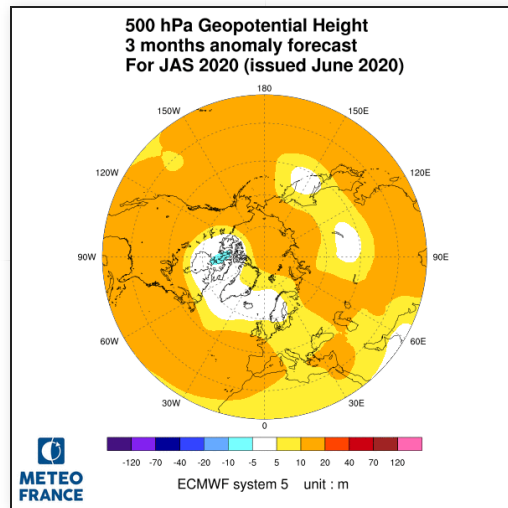 500 hPa Geopotential Height
3 months anomaly forecast
For JAS 2020 (issued June 2020)
180
150W
150E
120W
120E
90W
90E
60W
60E
30W
30E
0
-120 -70 -40 -20 -10 -5 5 10 20 40 70 120
ECMWF system 5 unit : m
METEO
FRANCE